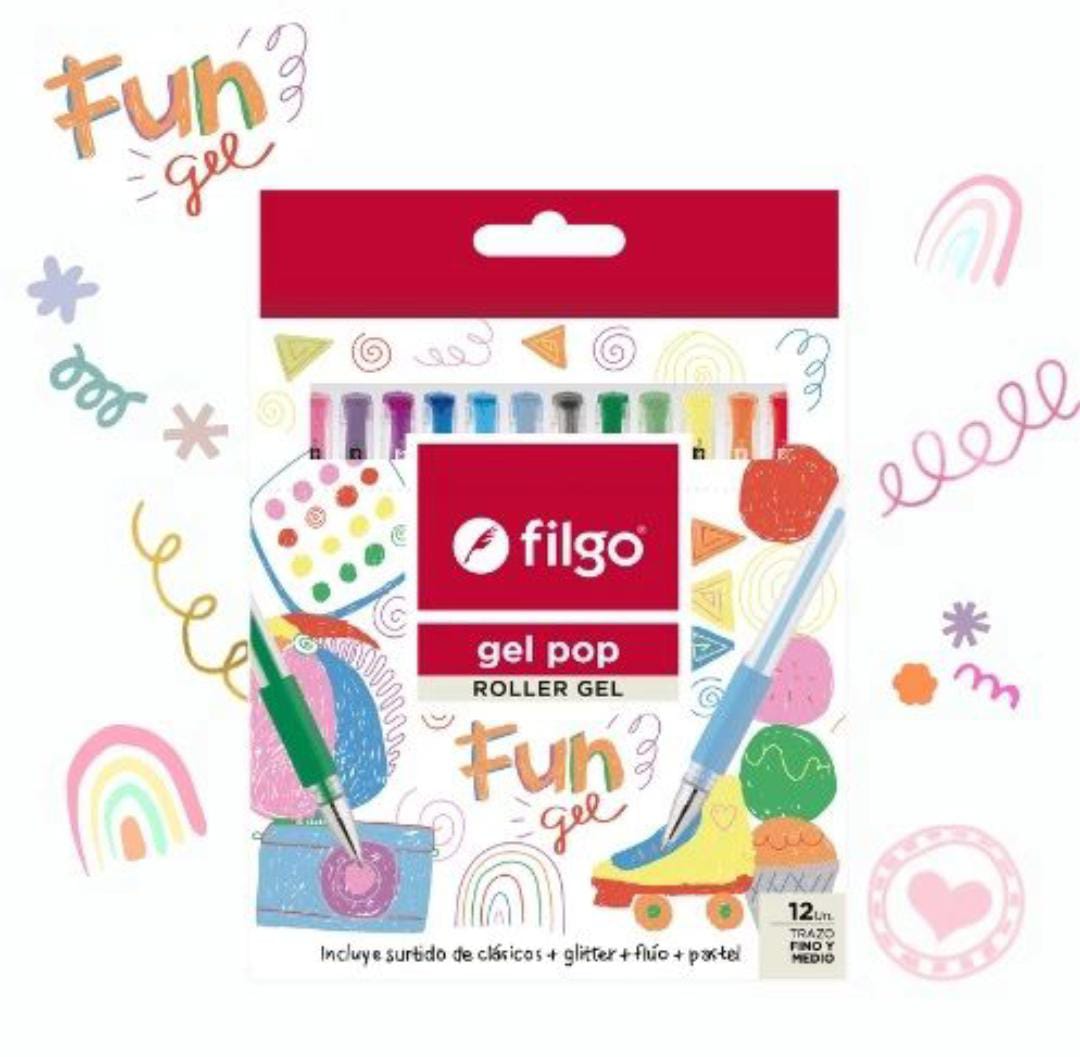 Fun
gel
filgo
gel pop
ROLLER GEL
Fun
gel
12 Un.
TRAZO
FINO Y
MEDIO
Incluye surtido de clásicos + glitter + flúo + pastel